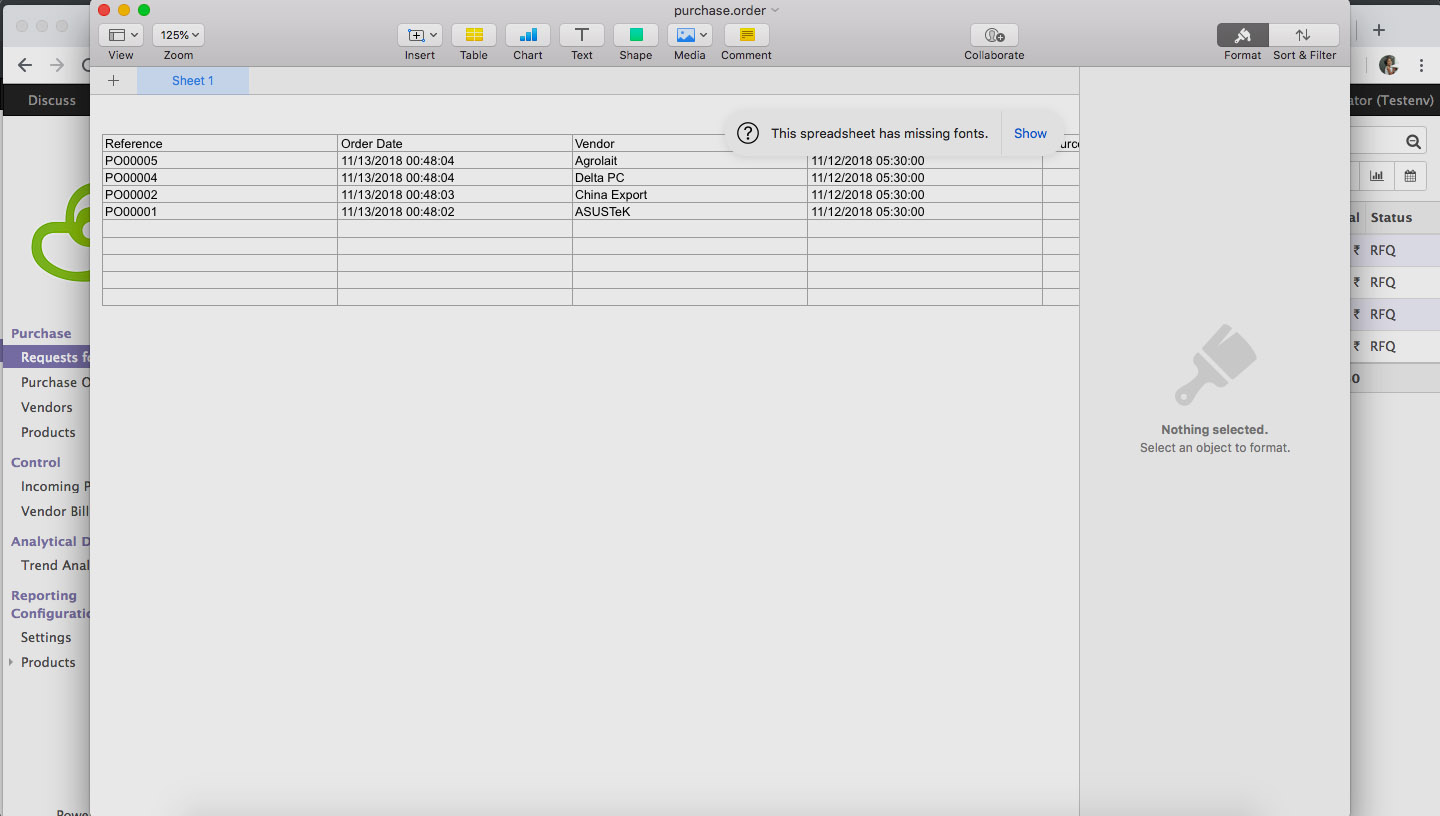 purchase.order
View
125%
Zoom
Insert
Table
Chart
Text
Shape
Media
Comment
Collaborate
Format
Sort & Filter
Sheet 1
This spreadsheet has missing fonts. Show
Reference Order Date Vendor
PO00005 11/13/2018 00:48:04 Agrolait 11/12/2018 05:30:00
PO00004 11/13/2018 00:48:04 Delta PC 11/12/2018 05:30:00
PO00002 11/13/2018 00:48:03 China Export 11/12/2018 05:30:00
PO00001 11/13/2018 00:48:02 ASUSTeK 11/12/2018 05:30:00
Nothing selected.
Select an object to format.
Discuss
Purchase
Requests fo
Purchase O
Vendors
Products
Control
Incoming P
Vendor Bill
Analytical D
Trend Anal
Reporting
Configuratio
Settings
Products
Powe
ator (Testenv)
al Status
₹ RFQ
₹ RFQ
₹ RFQ
₹ RFQ
0